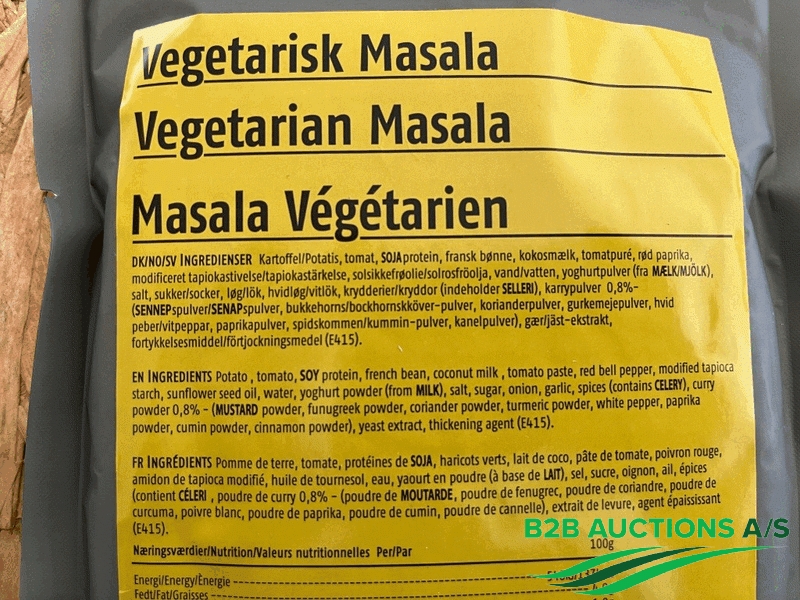 Vegetarisk Masala
Vegetarian Masala
Masala Végétarien
DK/NO/SV INGREDIENSER Kartoffel/Potatis, tomat, SOJAprotein, fransk bønne, kokosmælk, tomatpuré, rød paprika,
modificeret tapiokastivelse/tapiokastärkelse, solsikkefrøolie/solrosfröolja, vand/vatten, yoghurtpulver (fra MÆLK/MJÖLK),
salt, sukker/socker, løg/lök, hvidløg/vitlök, krydderier/kryddor (indeholder SELLERI), karrypulver 0,8%-
(SENNEPspulver/SENAPspulver, bukkehorns/bockhornskköver-pulver, korianderpulver, gurkemejepulver, hvid
peber/vitpeppar, paprikapulver, spidskommen/kummin-pulver, kanelpulver), gær/jäst-ekstrakt,
fortykkelsesmiddel/förtjockningsmedel (E415).
EN INGREDIENTS Potato , tomato, SOY protein, french bean, coconut milk , tomato paste, red bell pepper, modified tapioca
starch, sunflower seed oil, water, yoghurt powder (from MILK), salt, sugar, onion, garlic, spices (contains CELERY), curry
powder 0,8% - (MUSTARD powder, funugreek powder, coriander powder, turmeric powder, white pepper, paprika
powder, cumin powder, cinnamon powder), yeast extract, thickening agent (E415).
FR INGRÉDIENTS Pomme de terre, tomate, protéines de SOJA, haricots verts, lait de coco, pâte de tomate, poivron rouge,
amidon de tapioca modifié, huile de tournesol, eau, yaourt en poudre (à base de LAIT), sel, sucre, oignon, ail, épices
(contient CÉLERI , poudre de curry 0,8% - (poudre de MOUTARDE, poudre de fenugrec, poudre de coriandre, poudre de
curcuma, poivre blanc, poudre de paprika, poudre de cumin, poudre de cannelle), extrait de levure, agent épaississant
(E415).
B2B AUCTIONS A/S
Næringsværdier/Nutrition/Valeurs nutritionnelles Per/Par 100g
Energi/Energy/Énergie
Fedt/Fat/Graisses